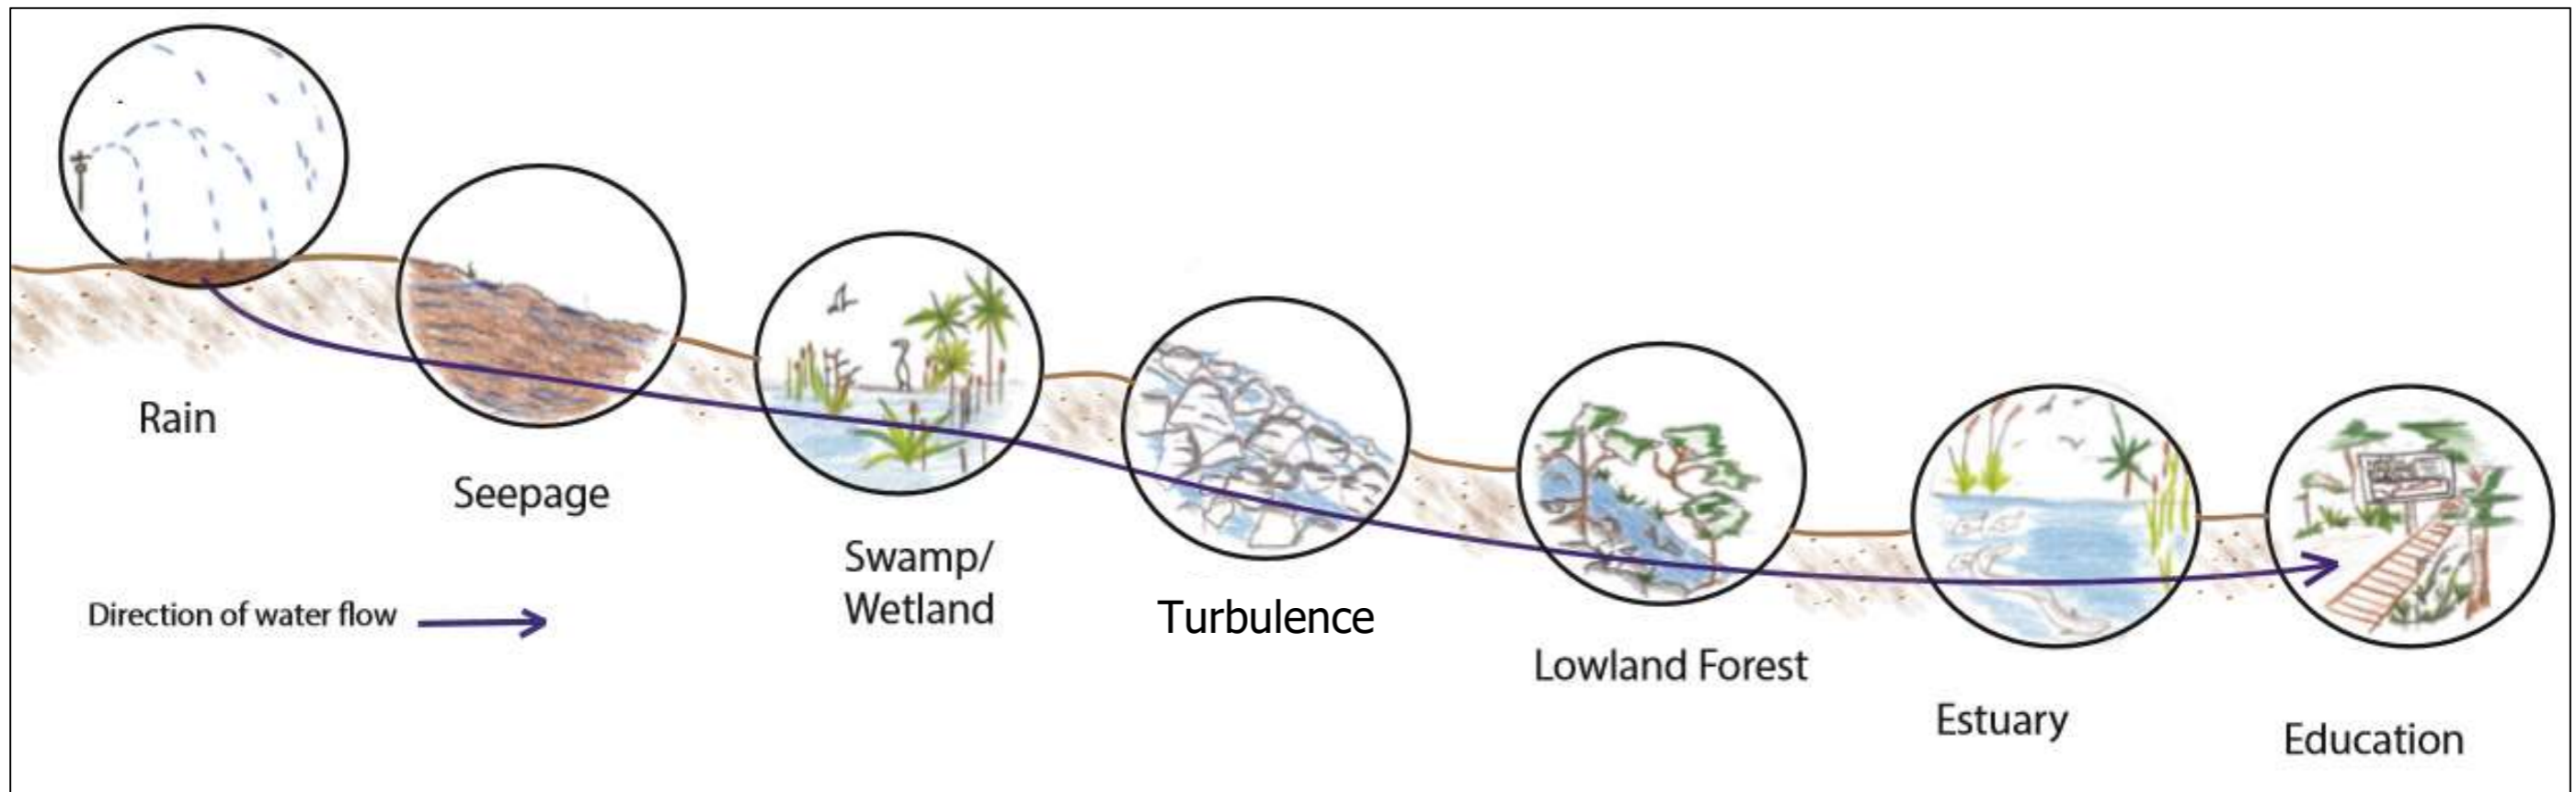 Rain
Seepage
Swamp/
Wetland
Turbulence
Lowland Forest
Estuary
Education
Direction of water flow